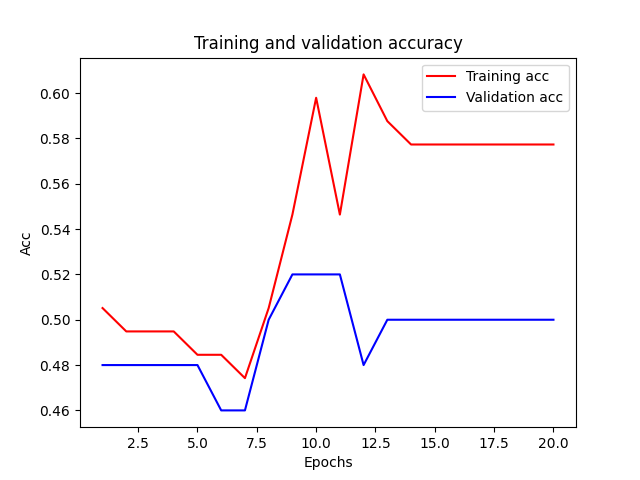 Training and validation accuracy
Training acc
Validation acc
0.60
0.58
0.56
0.54
0.52
0.50
0.48
0.46
Acc
2.5 5.0 7.5 10.0 12.5 15.0 17.5 20.0
Epochs